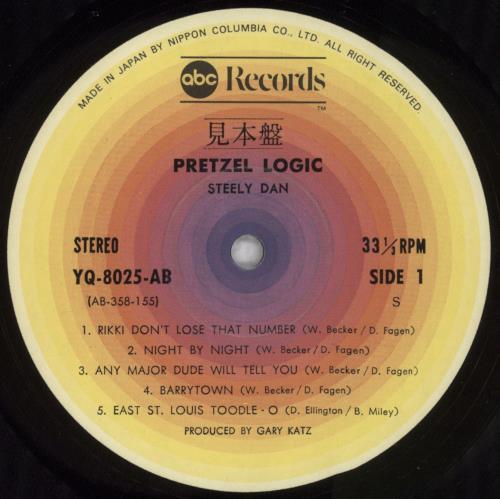 MADE IN JAPAN BY NIPPON COLUMBIA CO., LTD. ALL RIGHT RESERVED.
abc Records
TM
見本盤
PRETZEL LOGIC
STEELY DAN
STEREO 33⅓ RPM
YQ-8025-AB SIDE 1
(AB-358-155) S
1. RIKKI DON'T LOSE THAT NUMBER (W. Becker/D. Fagen)
2. NIGHT BY NIGHT (W. Becker/D. Fagen)
3. ANY MAJOR DUDE WILL TELL YOU (W. Becker/D. Fagen)
4. BARRYTOWN (W. Becker/D. Fagen)
5. EAST ST. LOUIS TOODLE-O (D. Ellington/B. Miley)
PRODUCED BY GARY KATZ